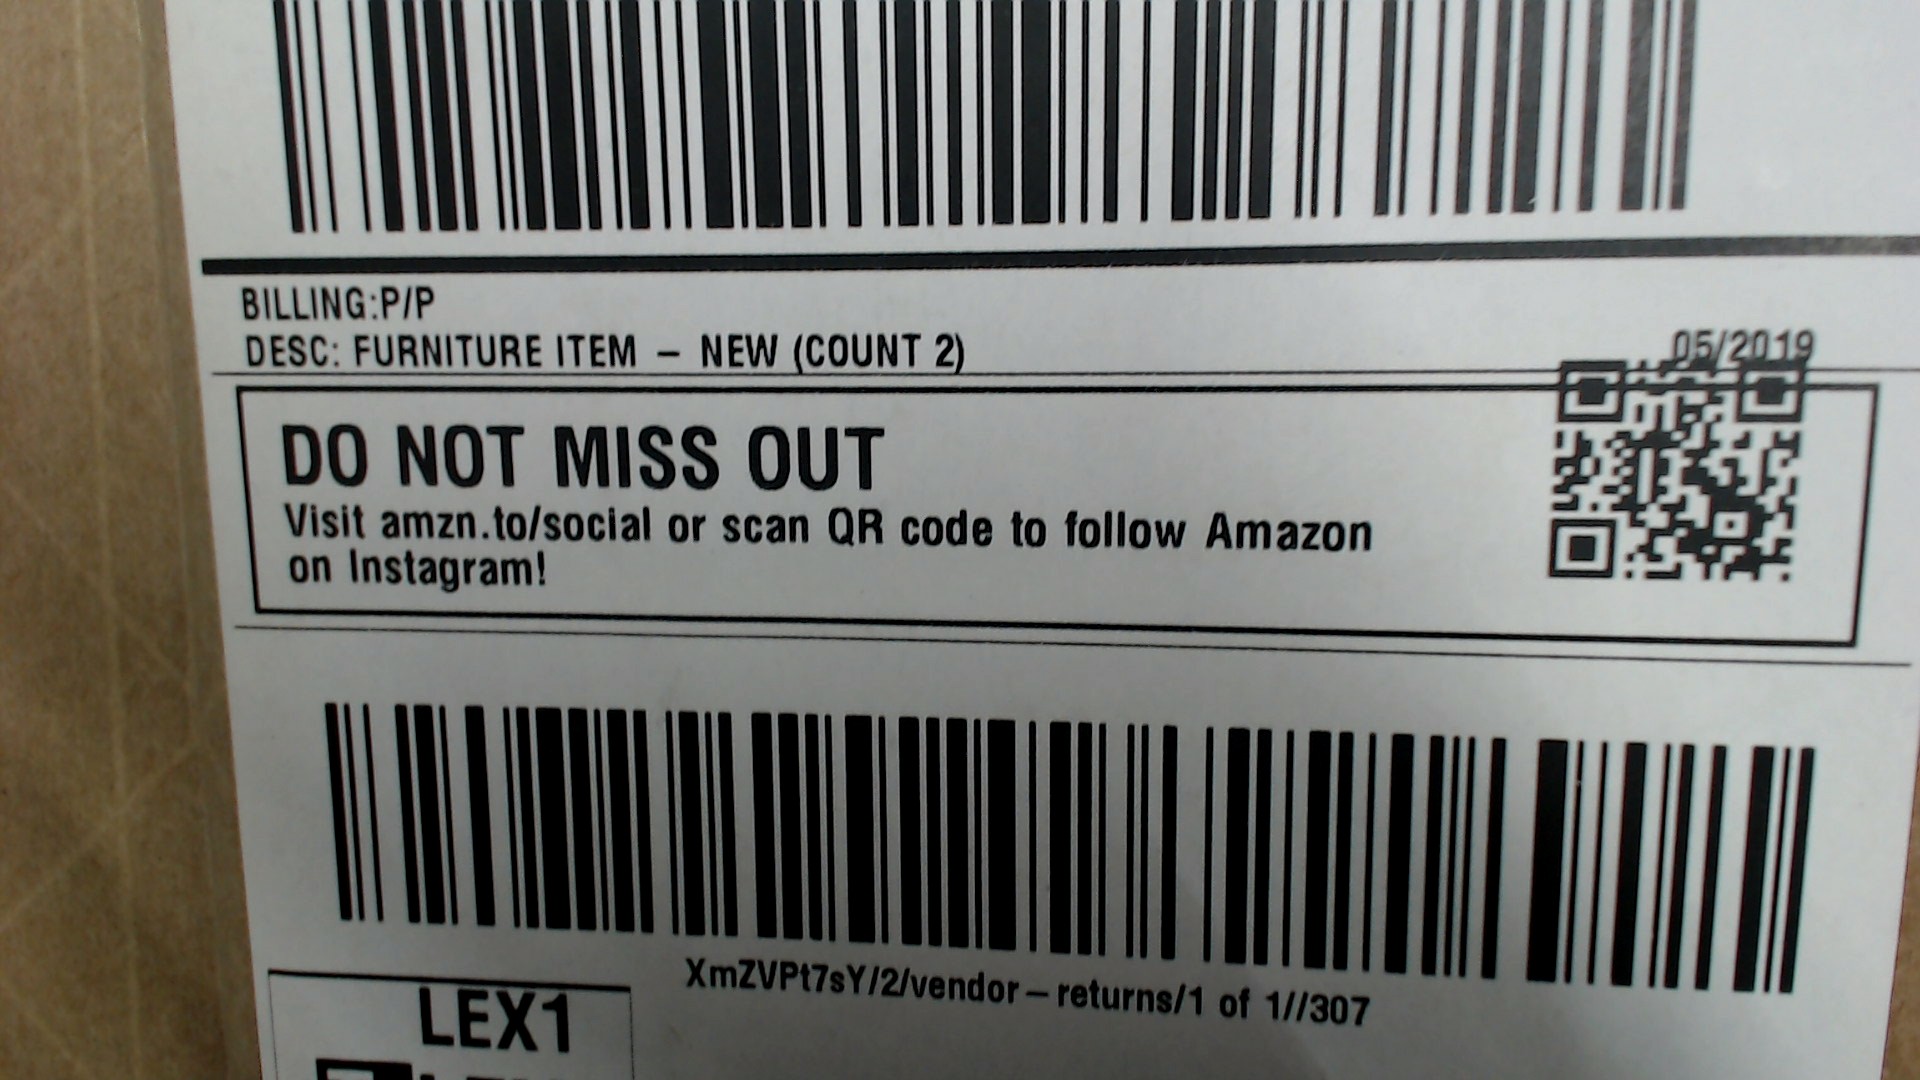 BILLING:P/P
DESC: FURNITURE ITEM – NEW (COUNT 2)
05/2019
DO NOT MISS OUT
Visit amzn.to/social or scan QR code to follow Amazon
on Instagram!
XmZVPt7sY/2/vendor–returns/1 of 1//307
LEX1